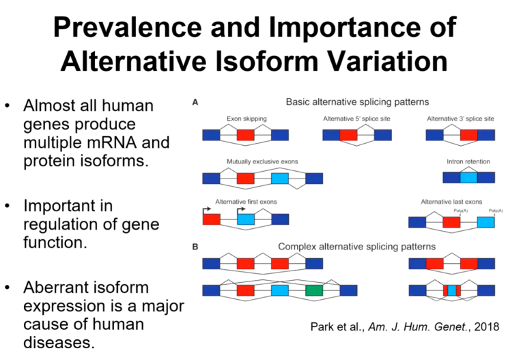 Prevalence and Importance of
Alternative Isoform Variation
• Almost all human
genes produce
multiple mRNA and
protein isoforms.
• Important in
regulation of gene
function.
• Aberrant isoform
expression is a major
cause of human
diseases.
A
Basic alternative splicing patterns
Exon skipping
Alternative 5' splice site
Alternative 3' splice site
Mutually exclusive exons
Intron retention
Alternative first exons
Alternative last exons
Poly(A)
Poly(A)
B
Complex alternative splicing patterns
Park et al., Am. J. Hum. Genet., 2018